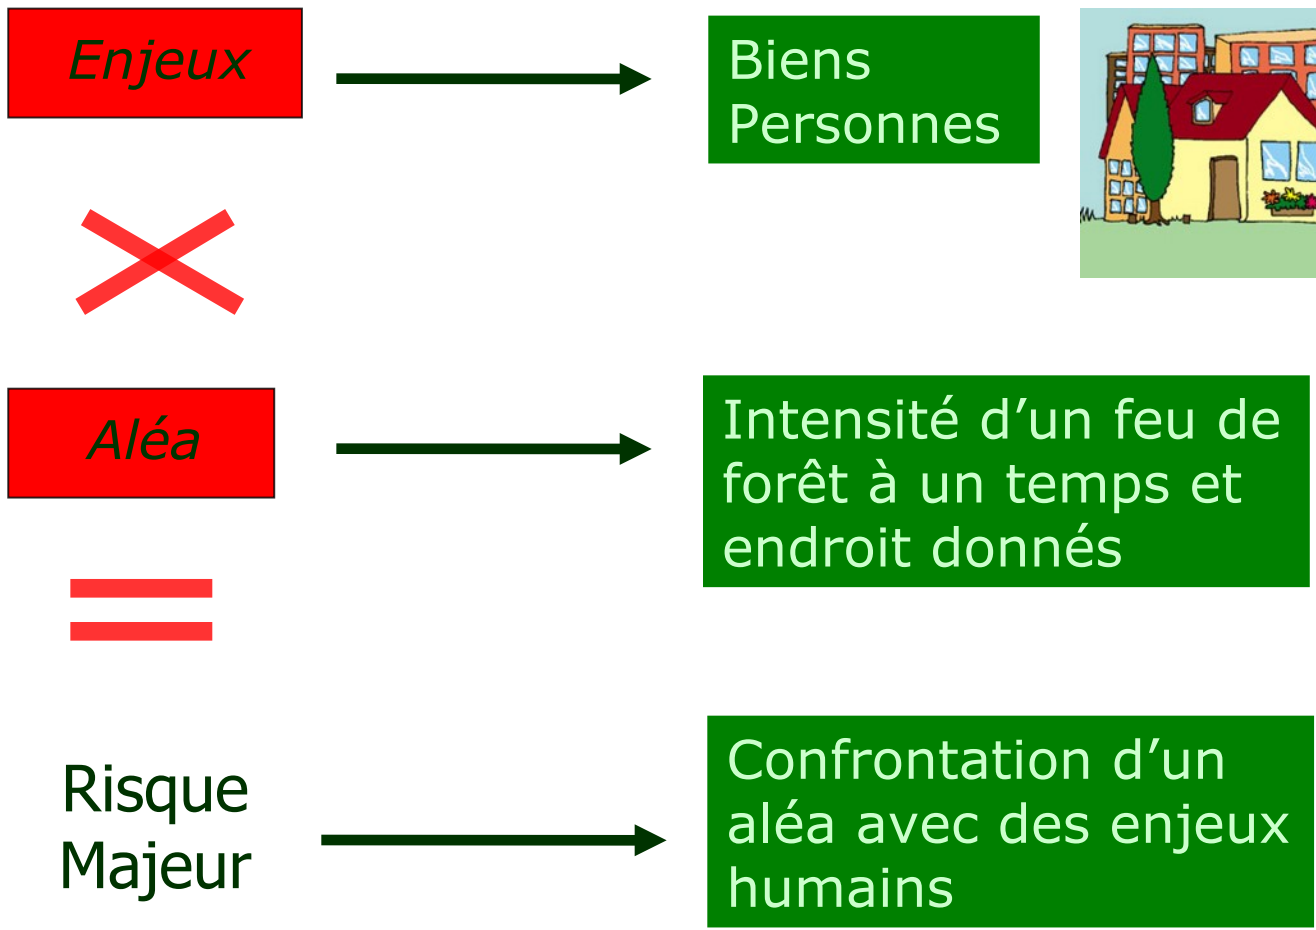 Enjeux
Biens
Personnes
Aléa
Intensité d’un feu de
forêt à un temps et
endroit donnés
Risque
Majeur
Confrontation d’un
aléa avec des enjeux
humains